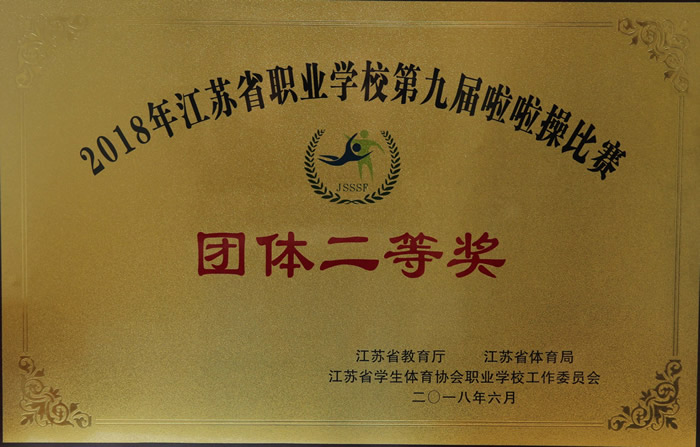 2018年江苏省职业学校第九届啦啦操比赛
JSSSF
团体二等奖
江苏省教育厅 江苏省体育局
江苏省学生体育协会职业学校工作委员会
二〇一八年六月